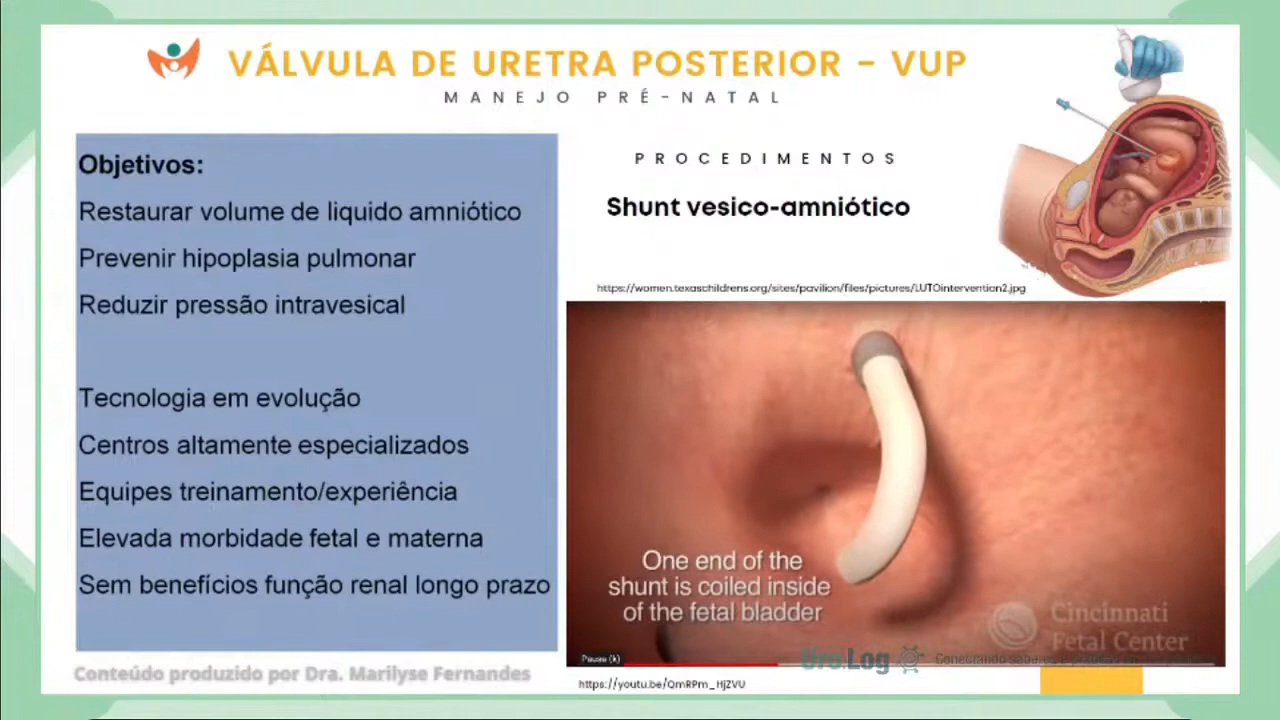 VÁLVULA DE URETRA POSTERIOR - VUP
MANEJO PRÉ-NATAL
Objetivos:
Restaurar volume de liquido amniótico
Prevenir hipoplasia pulmonar
Reduzir pressão intravesical
Tecnologia em evolução
Centros altamente especializados
Equipes treinamento/experiência
Elevada morbidade fetal e materna
Sem benefícios função renal longo prazo
PROCEDIMENTOS
Shunt vesico-amniótico
https://women.texaschildrens.org/sites/pavilion/files/pictures/LUTOintervention2.jpg
One end of the
shunt is coiled inside
of the fetal bladder
Cincinnati
Fetal Center
Pause (k)
Uro.Log
Conectando
https://youtu.be/QmRPm_HjZVU
Conteúdo produzido por Dra. Marilyse Fernandes